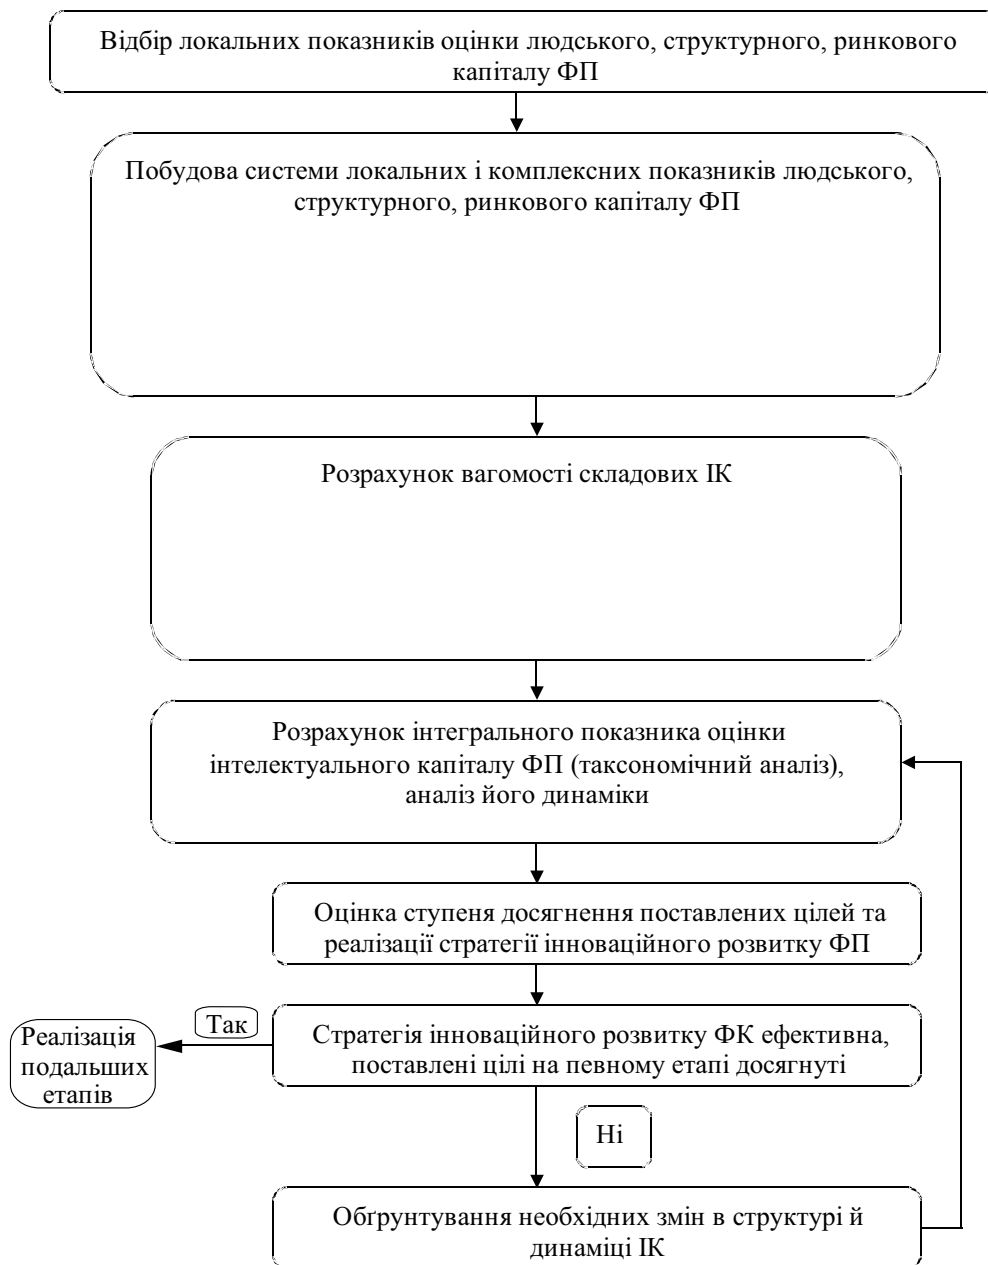 Відбір локальних показників оцінки людського, структурного, ринкового
капіталу ФП
Побудова системи локальних і комплексних показників людського,
структурного, ринкового капіталу ФП
Розрахунок вагомості складових ІК
Розрахунок інтегрального показника оцінки
інтелектуального капіталу ФП (таксономічний аналіз),
аналіз його динаміки
Оцінка ступеня досягнення поставлених цілей та
реалізації стратегії інноваційного розвитку ФП
Так
Реалізація
подальших
етапів
Стратегія інноваційного розвитку ФК ефективна,
поставлені цілі на певному етапі досягнуті
Ні
Обґрунтування необхідних змін в структурі й
динаміці ІК